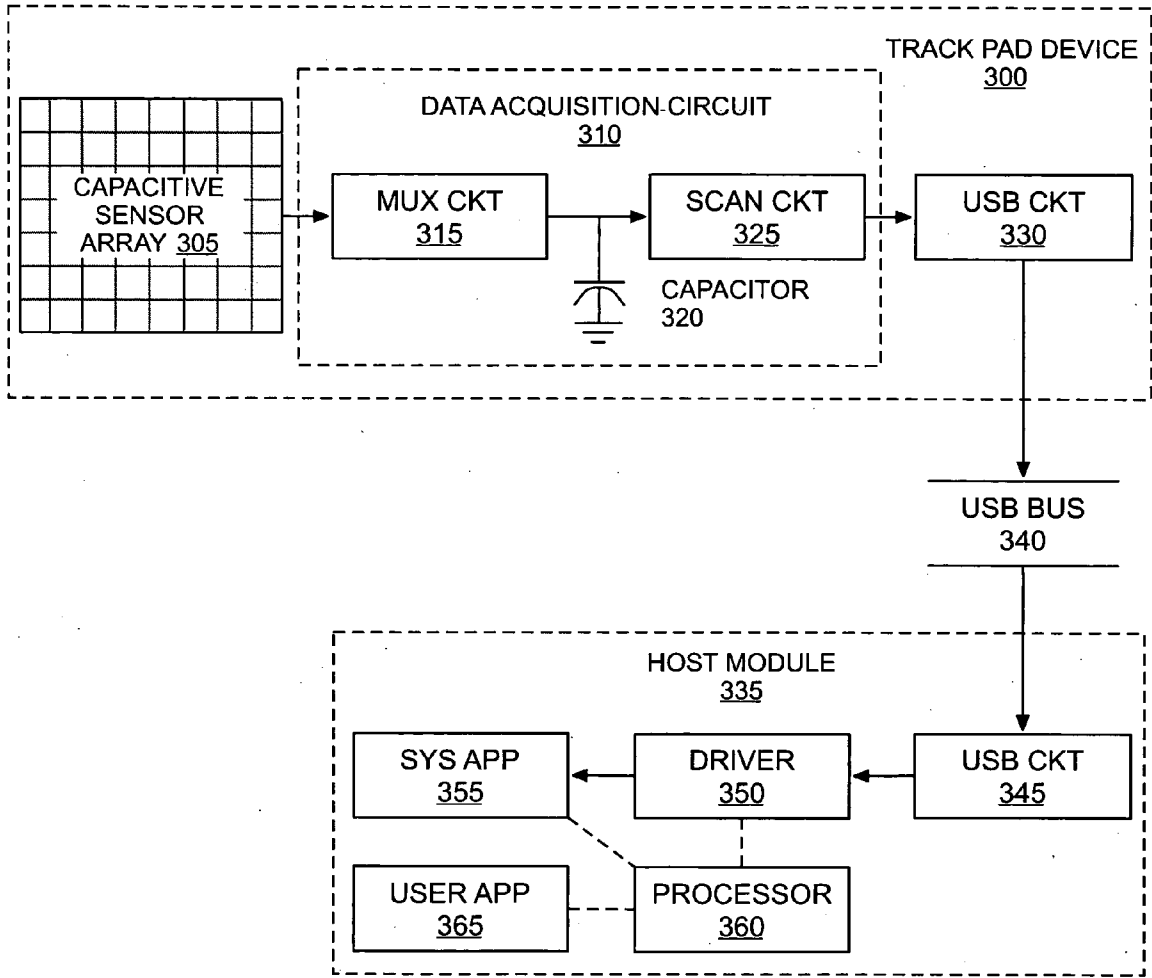 TRACK PAD DEVICE
300
DATA ACQUISITION-CIRCUIT
310
CAPACITIVE
SENSOR
ARRAY 305
MUX CKT
315
SCAN CKT
325
USB CKT
330
CAPACITOR
320
USB BUS
340
HOST MODULE
335
SYS APP
355
DRIVER
350
USB CKT
345
USER APP
365
PROCESSOR
360